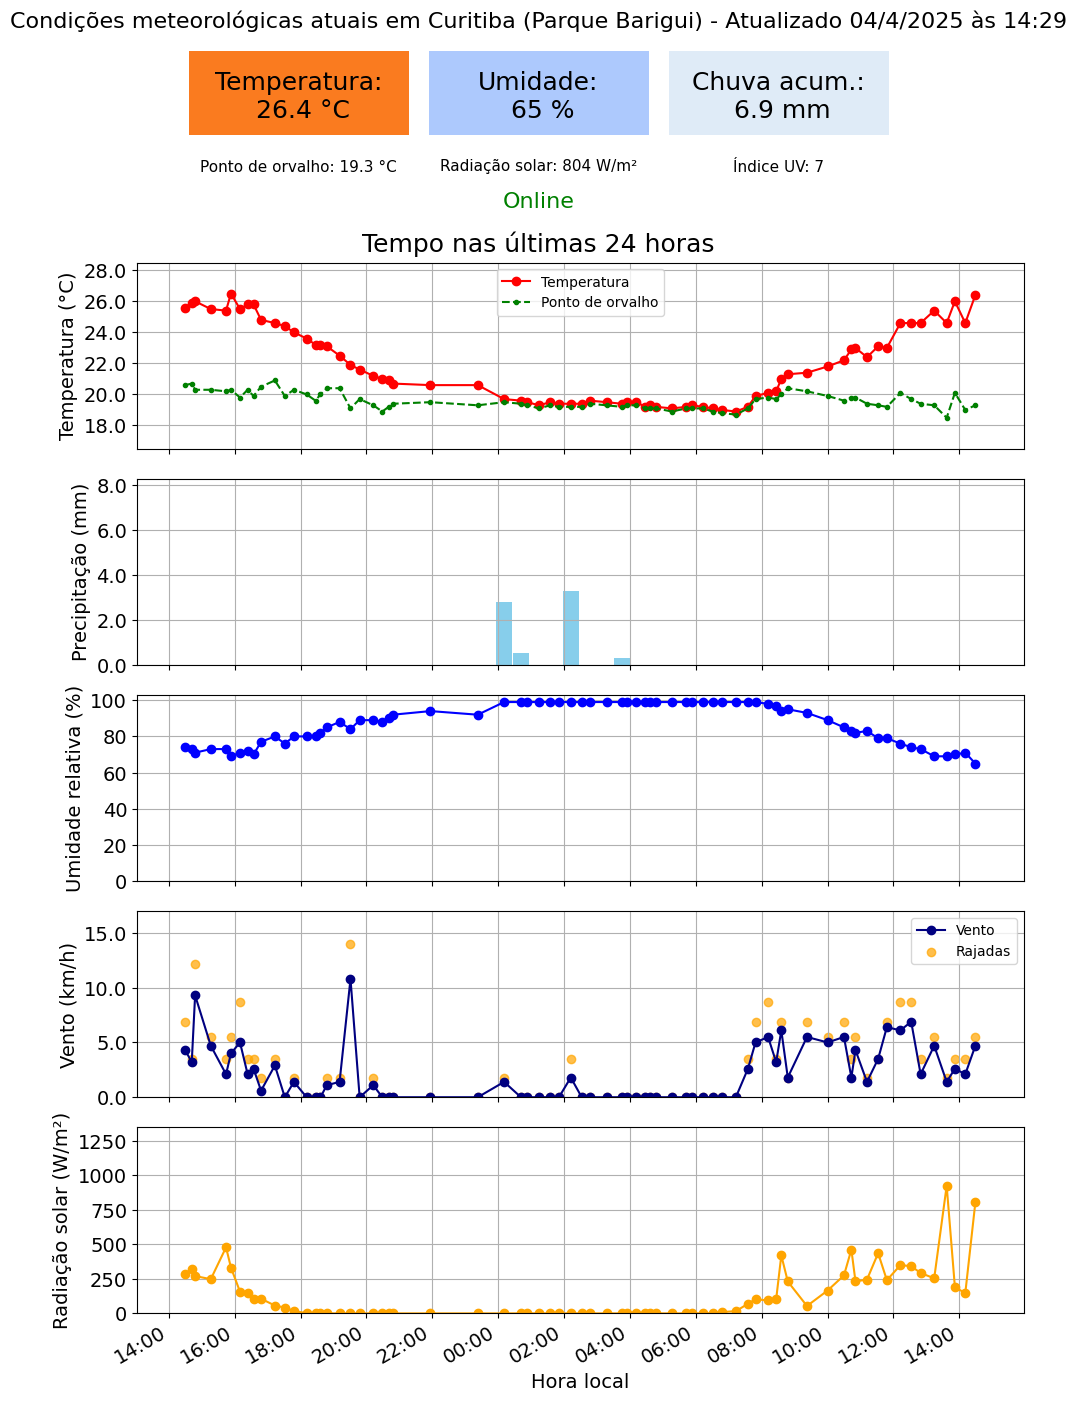 Condições meteorológicas atuais em Curitiba (Parque Barigui) - Atualizado 04/4/2025 às 14:29
Temperatura:
26.4 °C
Umidade:
65 %
Chuva acum.:
6.9 mm
Ponto de orvalho: 19.3 °C
Radiação solar: 804 W/m²
Índice UV: 7
Online
Tempo nas últimas 24 horas
Temperatura (°C)
28.0
26.0
24.0
22.0
20.0
18.0
Temperatura
Ponto de orvalho
Precipitação (mm)
8.0
6.0
4.0
2.0
0.0
Umidade relativa (%)
100
80
60
40
20
0
Vento (km/h)
15.0
10.0
5.0
0.0
Vento
Rajadas
Radiação solar (W/m²)
1250
1000
750
500
250
0
14:00
16:00
18:00
20:00
22:00
00:00
02:00
04:00
06:00
08:00
10:00
12:00
14:00
Hora local